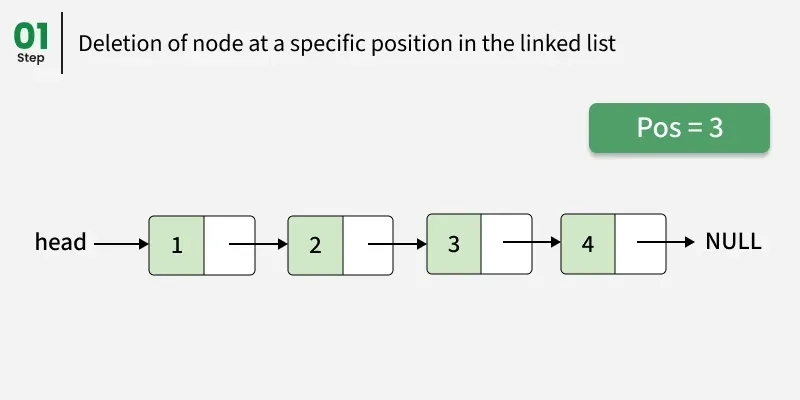 01
Step
Deletion of node at a specific position in the linked list
Pos = 3
head
1
2
3
4
NULL